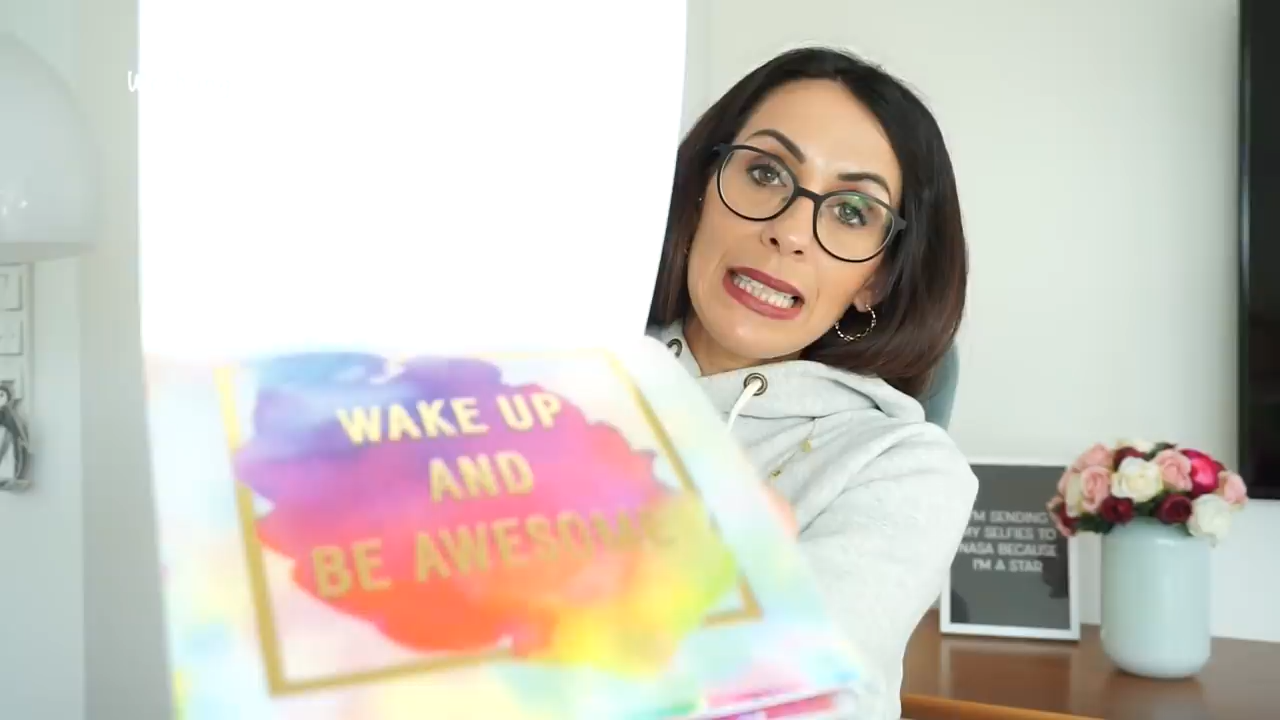 WAKE UP
AND
BE AWESOME
I'M SENDING
MY SELFIES TO
NASA BECAUSE
I'M A STAR